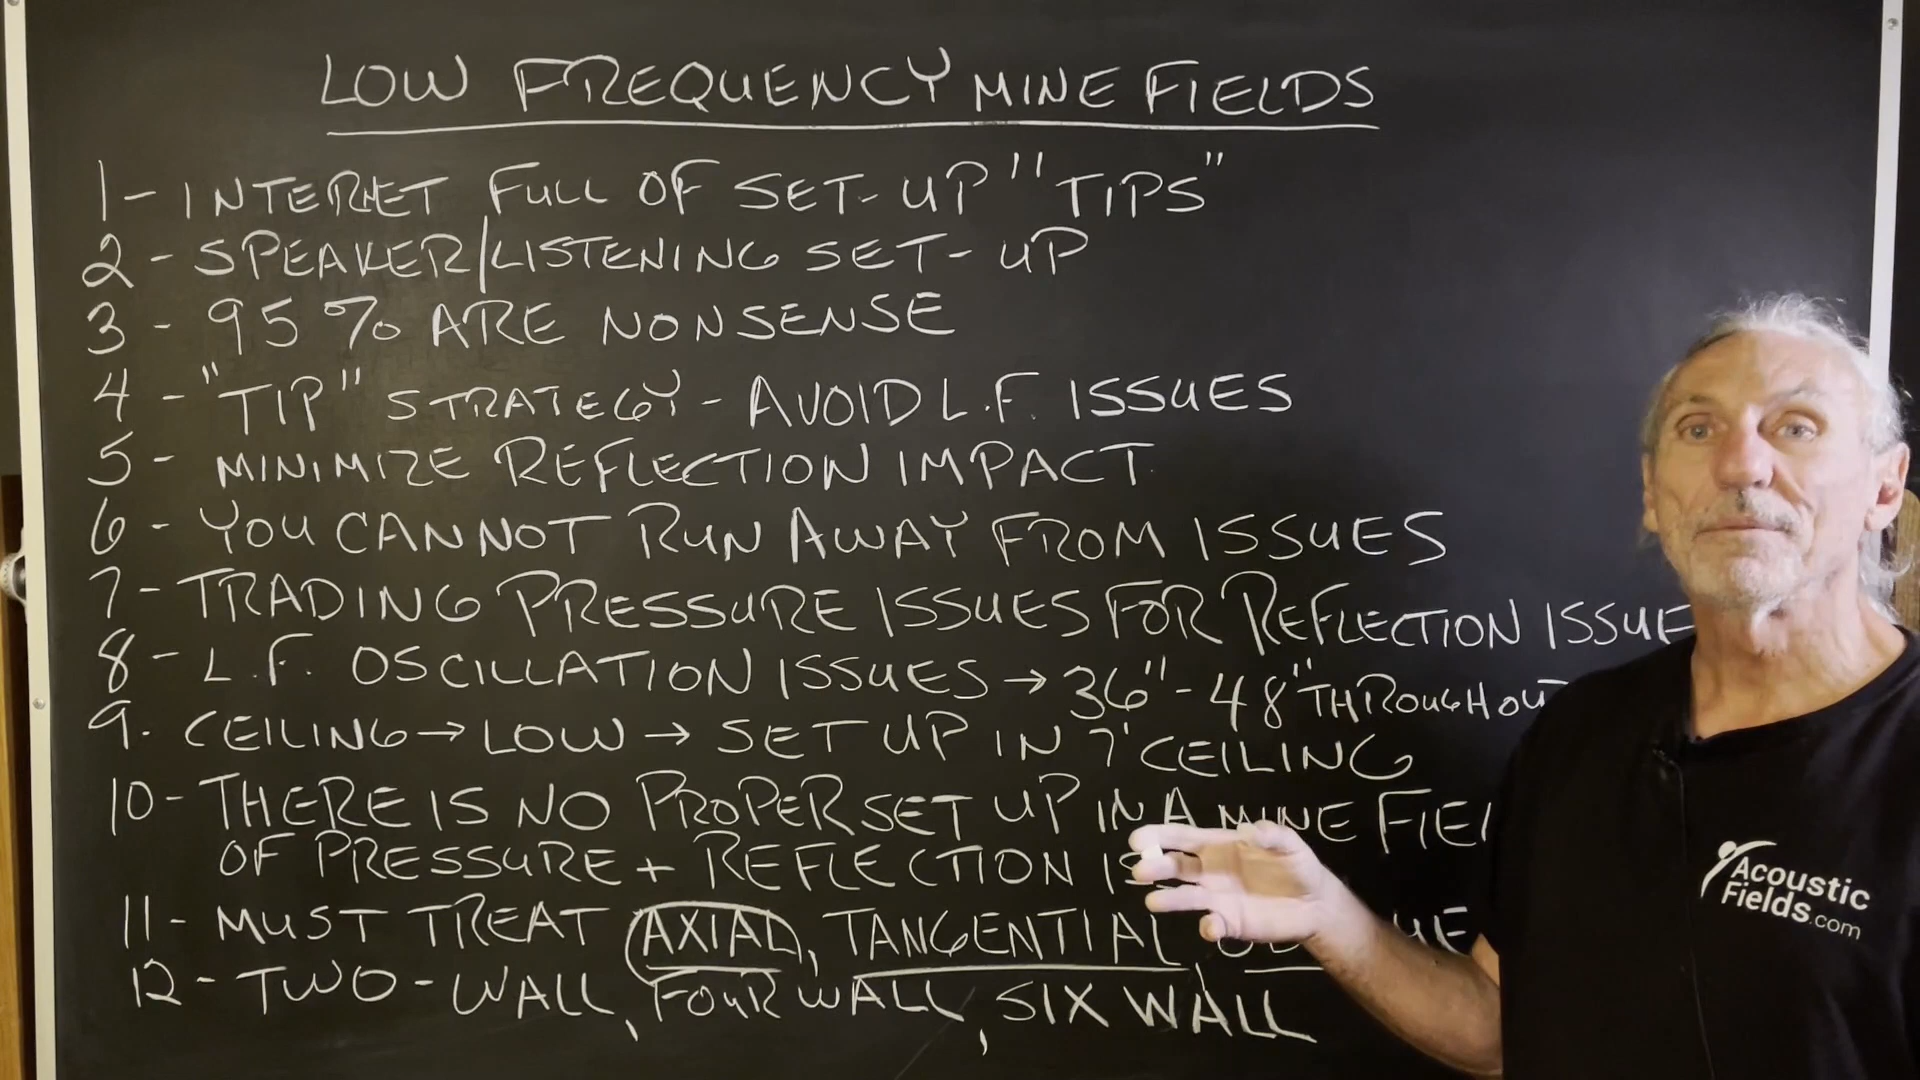 LOW FREQUENCY MINE FIELDS
1- INTERNET FULL OF SET-UP "TIPS"
2- SPEAKER/LISTENING SET-UP
3- 95% ARE NONSENSE
4- "TIP" STRATEGY - AVOID L.F. ISSUES
5- MINIMIZE REFLECTION IMPACT
6- YOU CANNOT RUN AWAY FROM ISSUES
7- TRADING PRESSURE ISSUES FOR REFLECTION ISSUE
8- L.F. OSCILLATION ISSUES → 36"-48" THROUGHOUT
9. CEILING → LOW → SET UP IN 7' CEILING
10- THERE IS NO PROPER SET UP IN A MINE FIEL
OF PRESSURE + REFLECTION IS
11- MUST TREAT AXIAL, TANGENTIAL,
12- TWO-WALL, FOUR WALL, SIX WALL
Acoustic
Fields.com